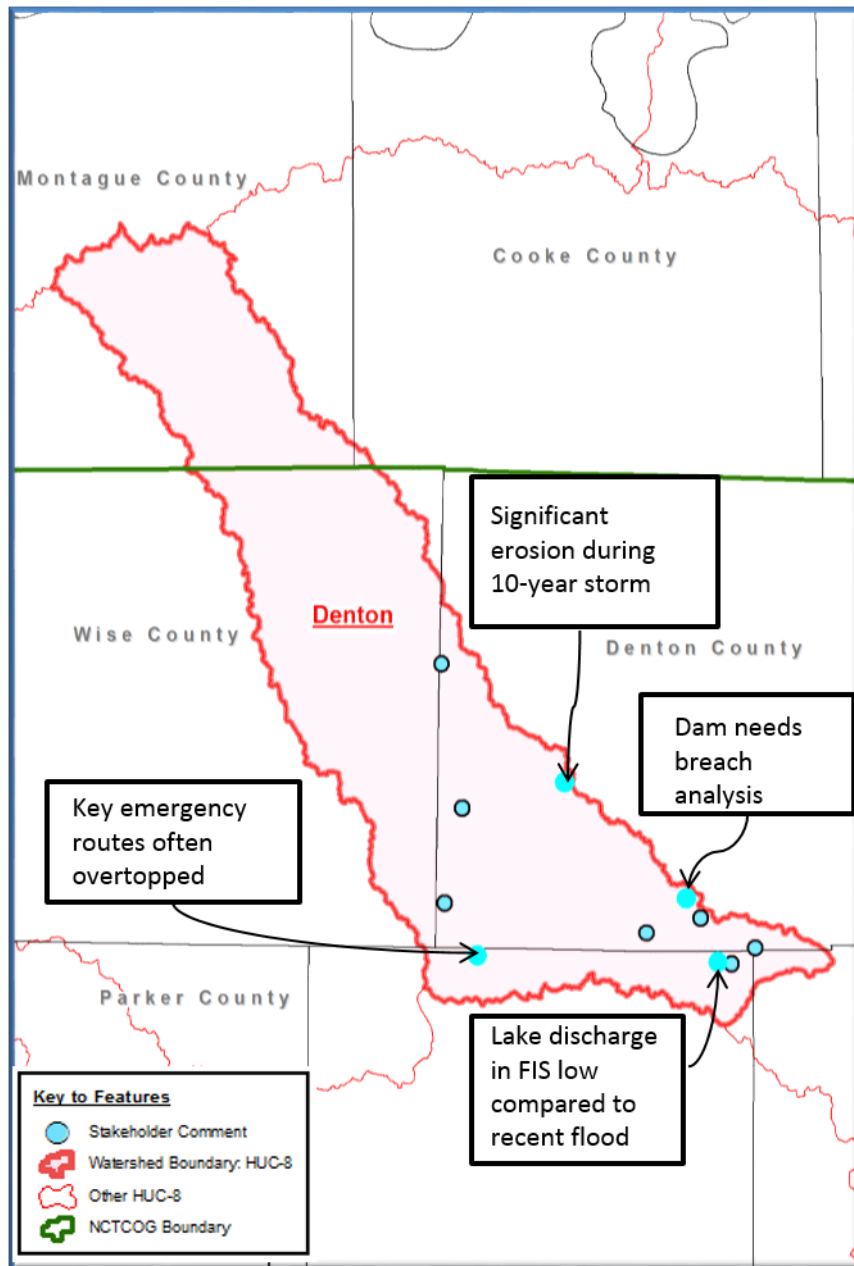 Montague County
Cooke County
Significant
erosion during
10-year storm
Denton
Wise County
Denton County
Dam needs
breach
analysis
Key emergency
routes often
overtopped
Parker County
Lake discharge
in FIS low
compared to
recent flood
Key to Features
Stakeholder Comment
Watershed Boundary: HUC-8
Other HUC-8
NCTCOG Boundary